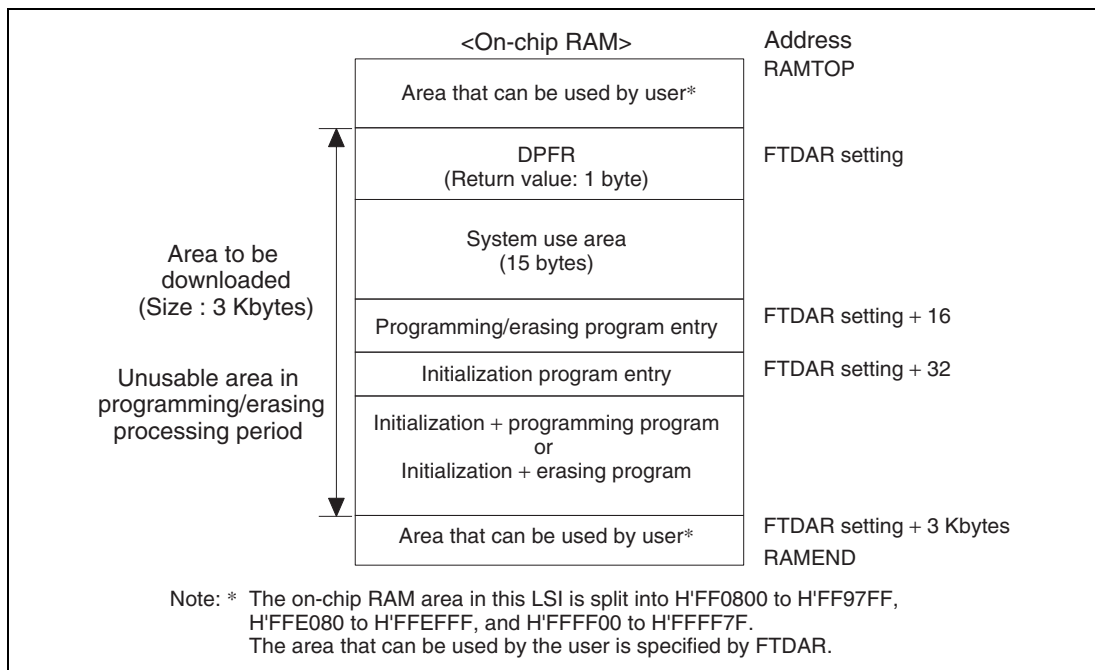 <On-chip RAM>
Address
RAMTOP
Area that can be used by user*
DPFR
(Return value: 1 byte)
FTDAR setting
System use area
(15 bytes)
Area to be
downloaded
(Size : 3 Kbytes)
Programming/erasing program entry
FTDAR setting + 16
Initialization program entry
FTDAR setting + 32
Unusable area in
programming/erasing
processing period
Initialization + programming program
or
Initialization + erasing program
Area that can be used by user*
FTDAR setting + 3 Kbytes
RAMEND
Note: * The on-chip RAM area in this LSI is split into H'FF0800 to H'FF97FF,
H'FFE080 to H'FFEFFF, and H'FFFF00 to H'FFFF7F.
The area that can be used by the user is specified by FTDAR.